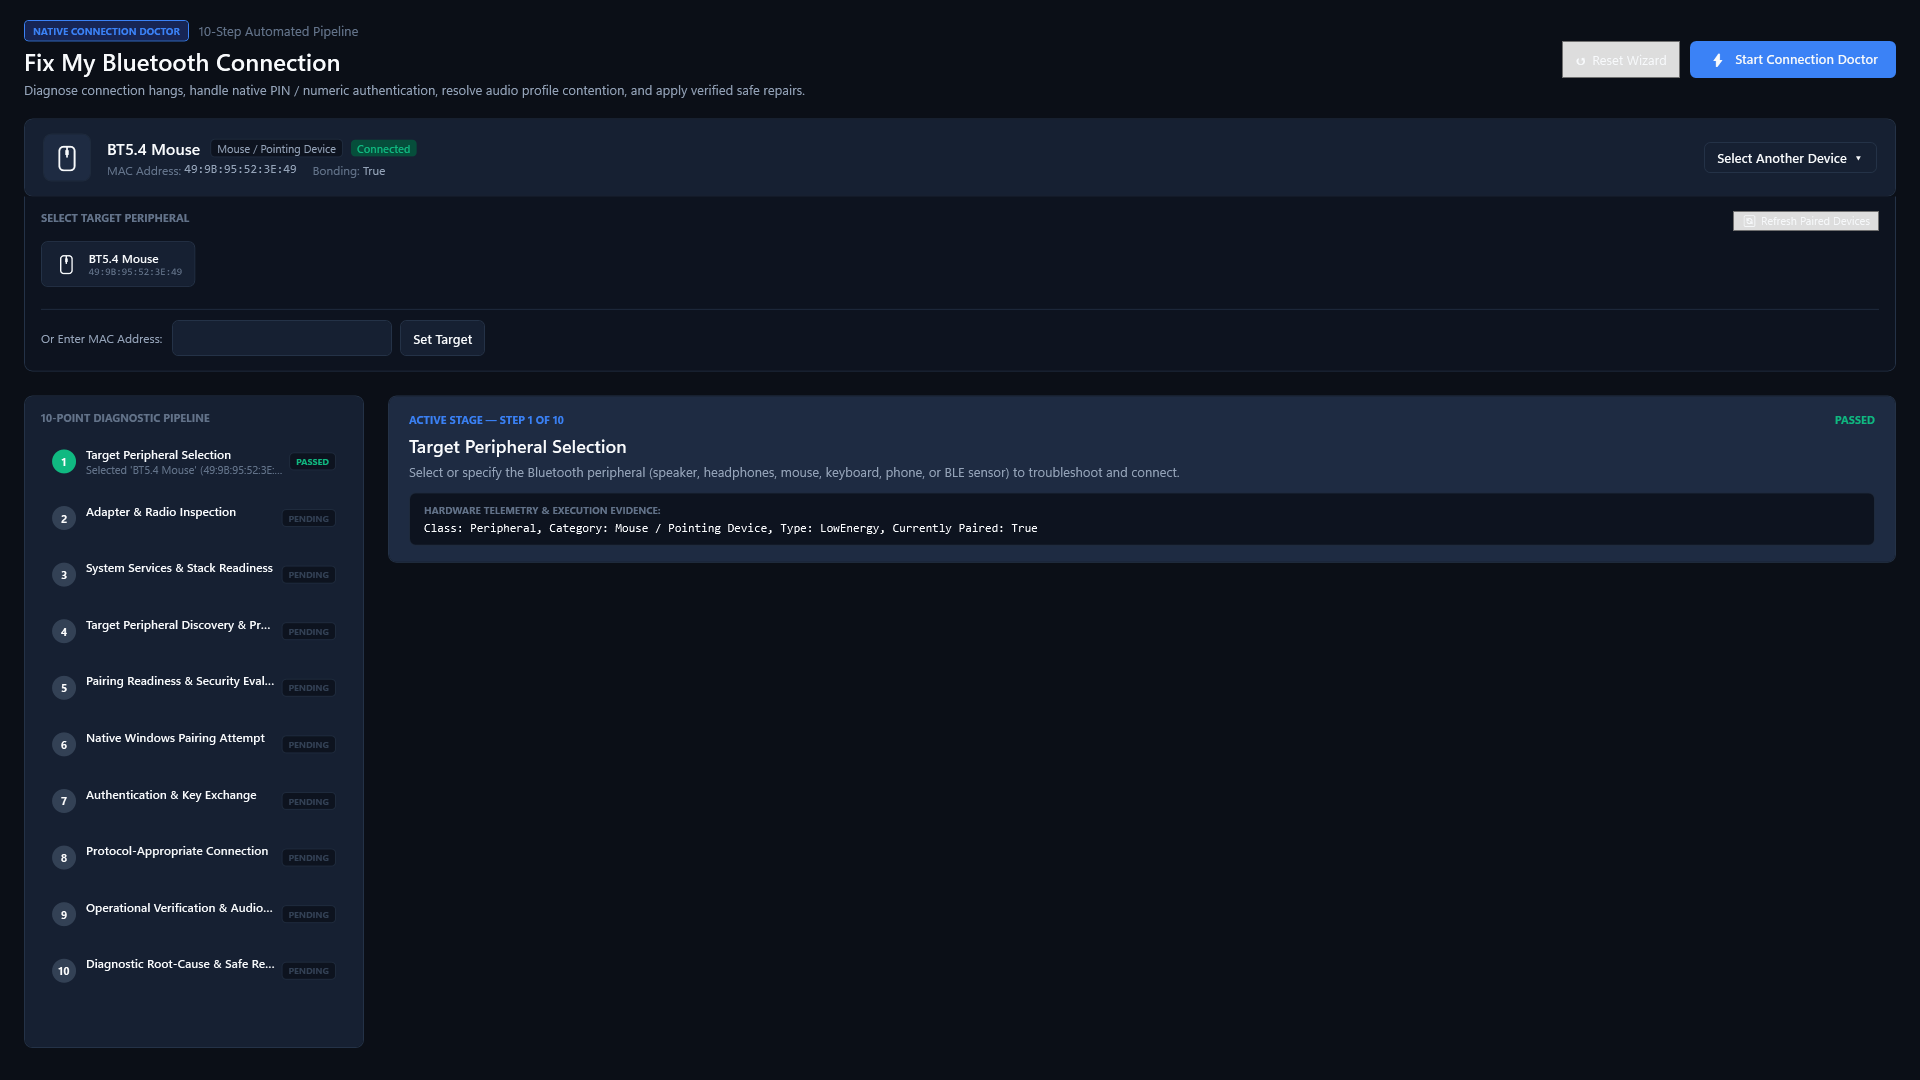 NATIVE CONNECTION DOCTOR 10-Step Automated Pipeline
Fix My Bluetooth Connection
Diagnose connection hangs, handle native PIN / numeric authentication, resolve audio profile contention, and apply verified safe repairs.
↺ Reset Wizard
Start Connection Doctor
BT5.4 Mouse Mouse / Pointing Device Connected
MAC Address: 49:9B:95:52:3E:49 Bonding: True
Select Another Device ▾
SELECT TARGET PERIPHERAL
Refresh Paired Devices
BT5.4 Mouse
49:9B:95:52:3E:49
Or Enter MAC Address:
Set Target
10-POINT DIAGNOSTIC PIPELINE
1 Target Peripheral Selection PASSED
Selected 'BT5.4 Mouse' (49:9B:95:52:3E:...
2 Adapter & Radio Inspection PENDING
3 System Services & Stack Readiness PENDING
4 Target Peripheral Discovery & Pr... PENDING
5 Pairing Readiness & Security Eval... PENDING
6 Native Windows Pairing Attempt PENDING
7 Authentication & Key Exchange PENDING
8 Protocol-Appropriate Connection PENDING
9 Operational Verification & Audio... PENDING
10 Diagnostic Root-Cause & Safe Re... PENDING
ACTIVE STAGE — STEP 1 OF 10 PASSED
Target Peripheral Selection
Select or specify the Bluetooth peripheral (speaker, headphones, mouse, keyboard, phone, or BLE sensor) to troubleshoot and connect.
HARDWARE TELEMETRY & EXECUTION EVIDENCE:
Class: Peripheral, Category: Mouse / Pointing Device, Type: LowEnergy, Currently Paired: True